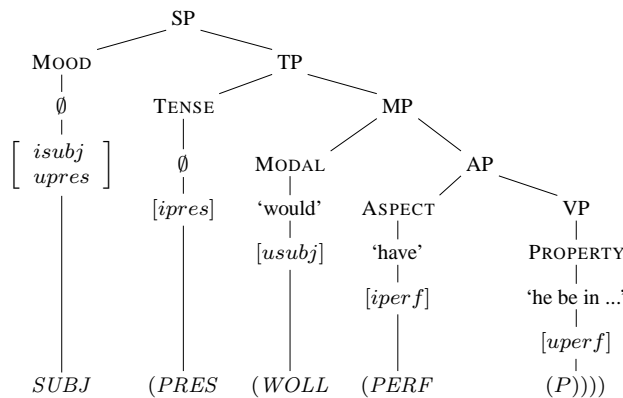 SP
MOOD TP
∅ TENSE MP
[ isubj
upres ]
∅ MODAL AP
[ipres] ‘would’ ASPECT VP
[usubj] ‘have’ PROPERTY
[iperf] ‘he be in ...’
[uperf]
SUBJ (PRES (WOLL (PERF (P))))